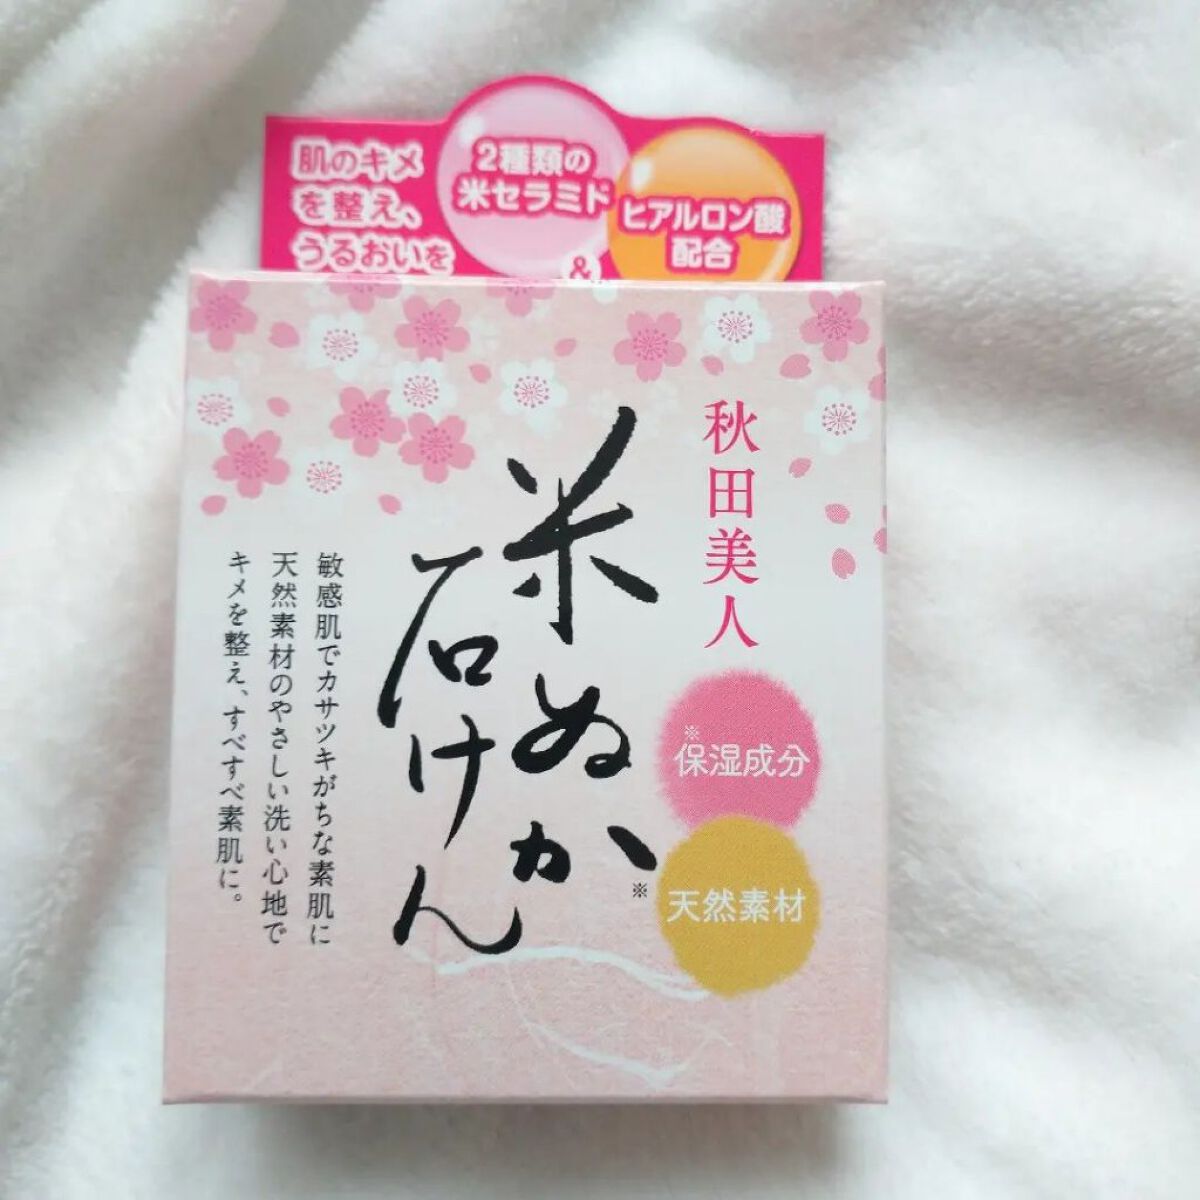 肌のキメ
を整え、
うるおいを
2種類の
米セラミド
&
ヒアルロン酸
配合
秋田美人
米ぬか※
石けん
※
保湿成分
天然素材
敏感肌でカサツキがちな素肌に
天然素材のやさしい洗い心地で
キメを整え、すべすべ素肌に。